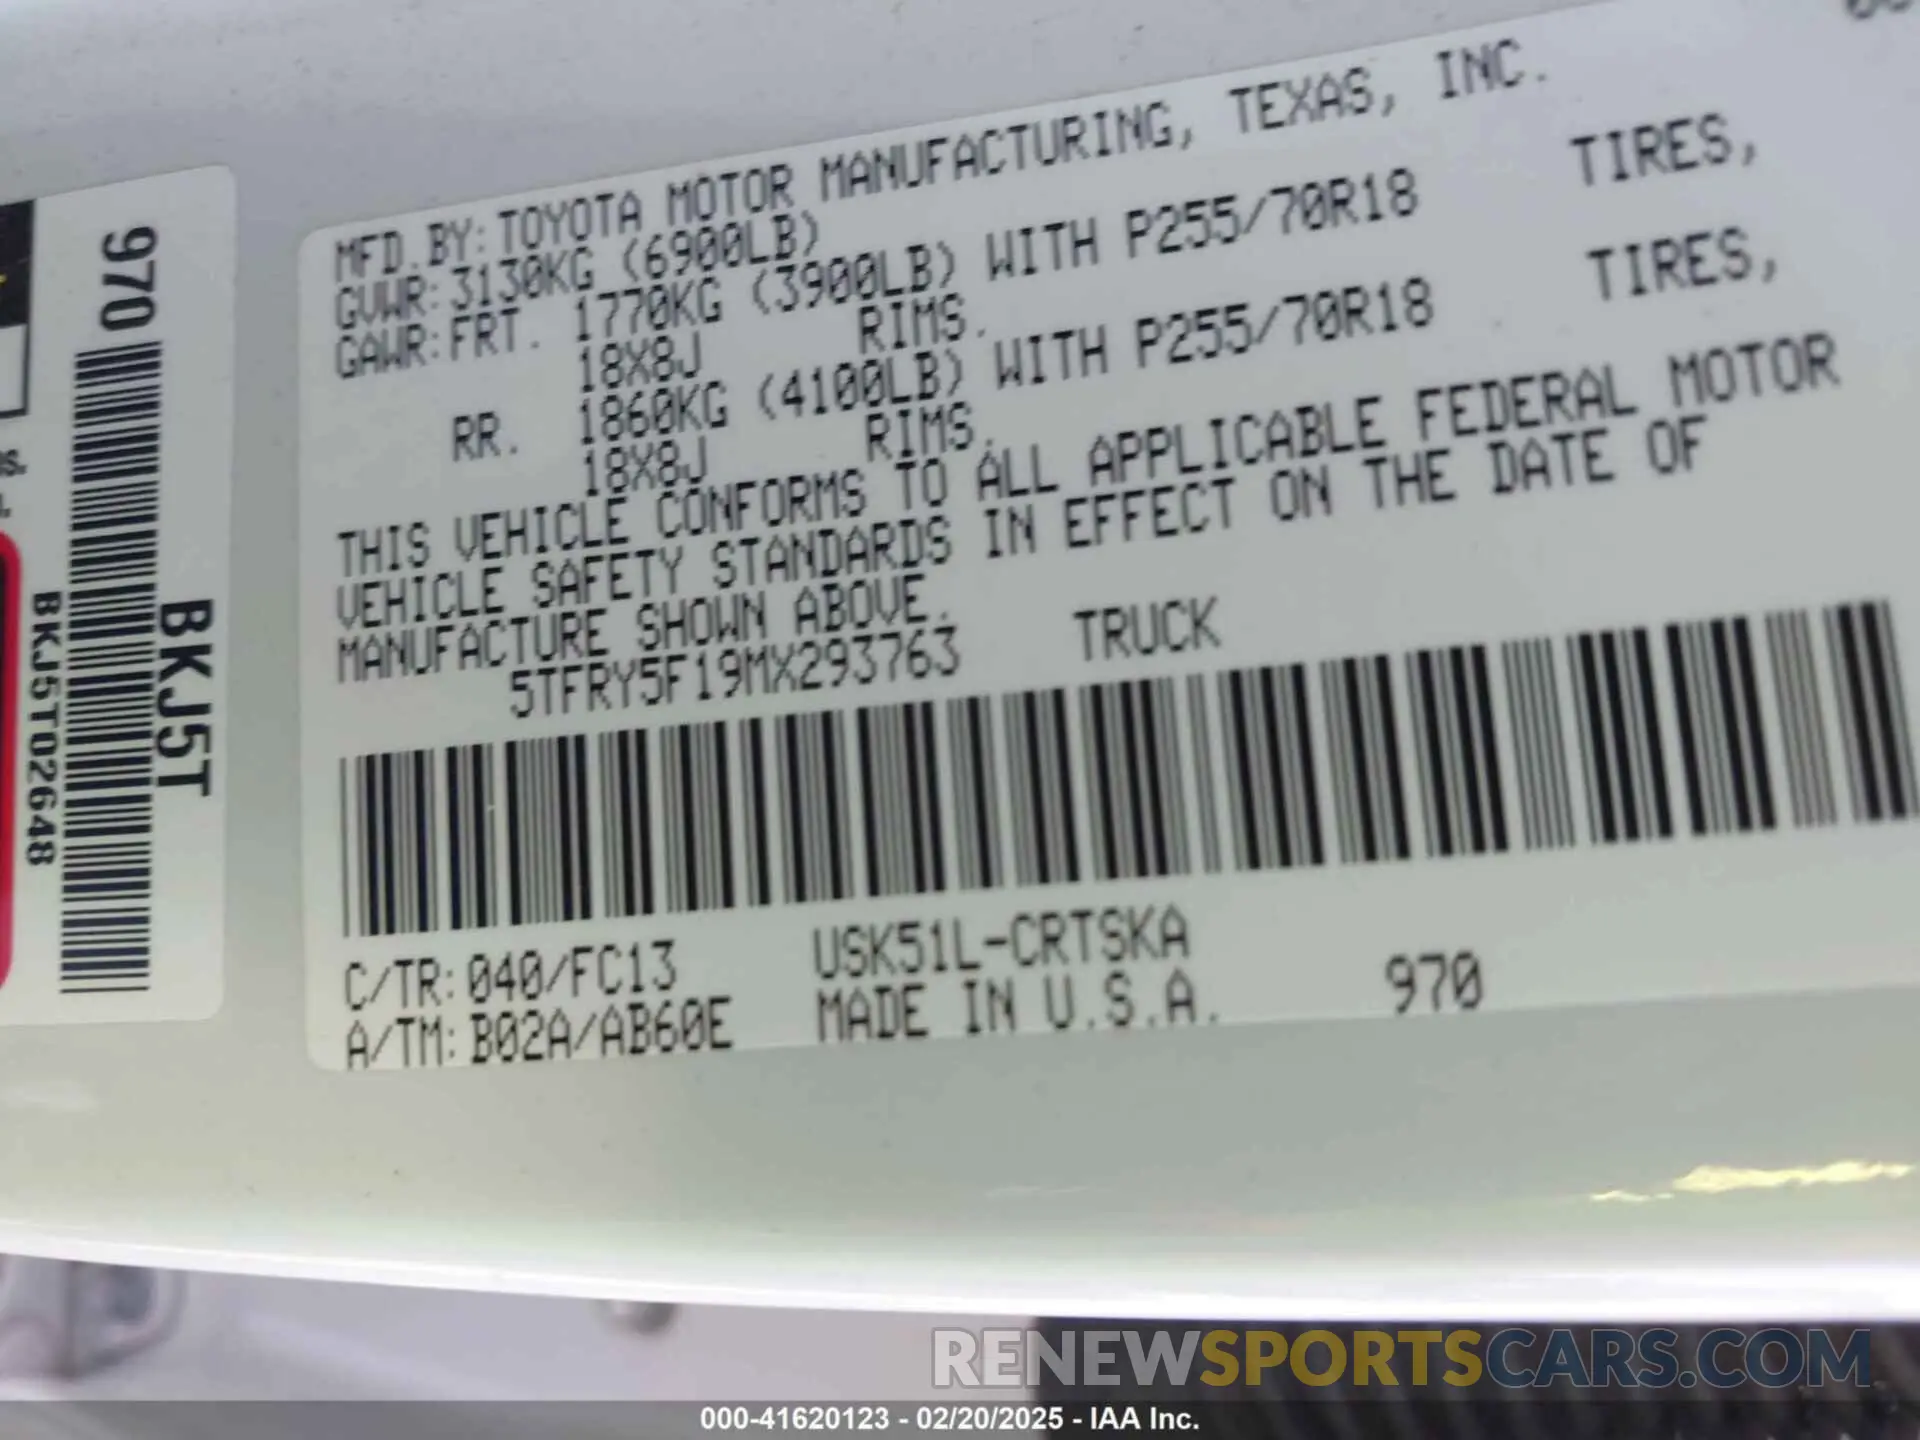 MFD.BY:TOYOTA MOTOR MANUFACTURING, TEXAS, INC.
GVWR:3130KG (6900LB)
GAWR:FRT. 1770KG (3900LB) WITH P255/70R18 TIRES,
18X8J RIMS.
RR. 1860KG (4100LB) WITH P255/70R18 TIRES,
18X8J RIMS.
THIS VEHICLE CONFORMS TO ALL APPLICABLE FEDERAL MOTOR
VEHICLE SAFETY STANDARDS IN EFFECT ON THE DATE OF
MANUFACTURE SHOWN ABOVE.
5TFRY5F19MX293763 TRUCK
C/TR:040/FC13 USK51L-CRTSKA
A/TM:B02A/AB60E MADE IN U.S.A. 970
970
BKJ5T
BKJ5T02648
RENEWSPORTSCARS.COM
000-41620123 - 02/20/2025 - IAA Inc.